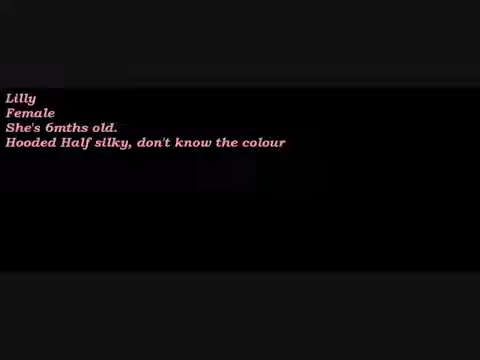 Lilly
Female
She's 6mths old.
Hooded Half silky, don't know the colour